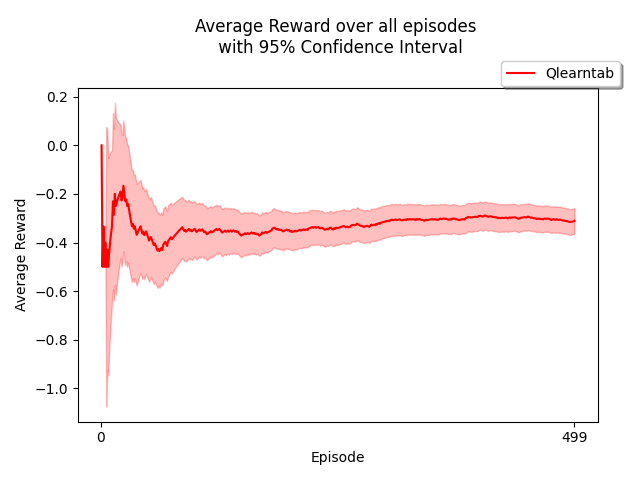 Average Reward over all episodes
with 95% Confidence Interval
Qlearntab
0.2
0.0
−0.2
−0.4
−0.6
−0.8
−1.0
Average Reward
0
499
Episode